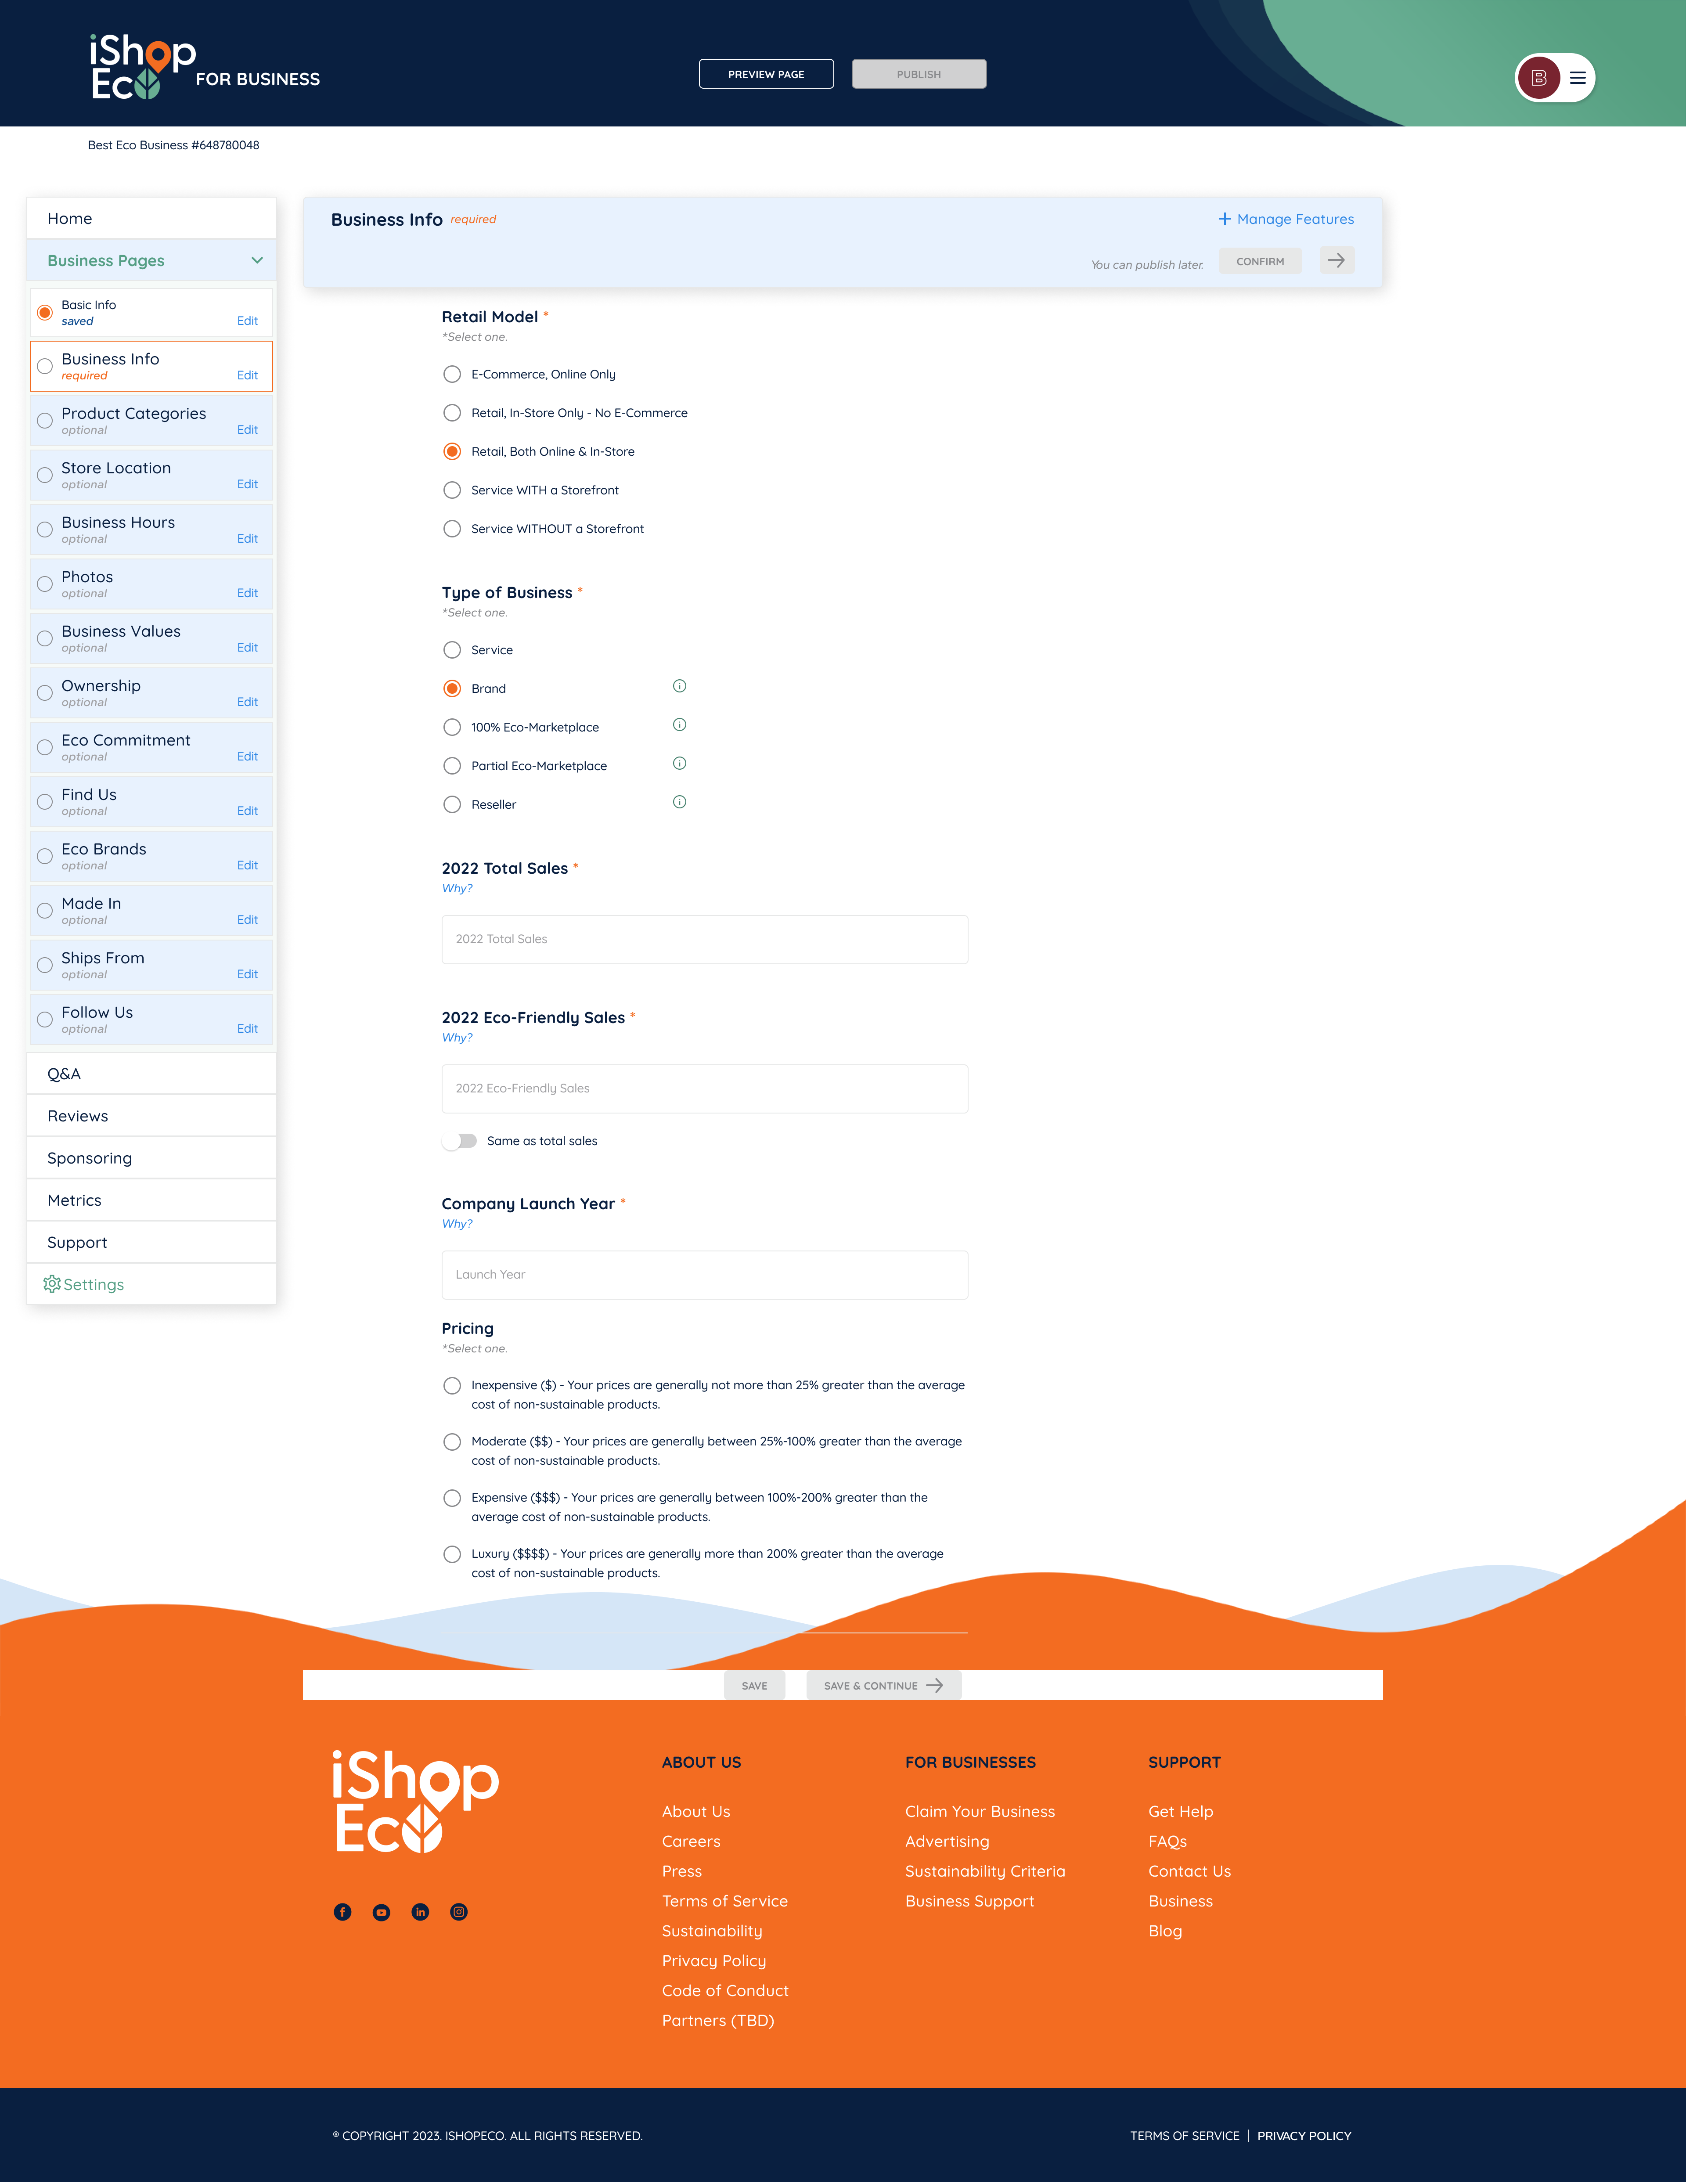 iShop
Eco FOR BUSINESS
PREVIEW PAGE
PUBLISH
B
Best Eco Business #648780048
Home
Business Pages
Basic Info
saved
Edit
Business Info
required
Edit
Product Categories
optional
Edit
Store Location
optional
Edit
Business Hours
optional
Edit
Photos
optional
Edit
Business Values
optional
Edit
Ownership
optional
Edit
Eco Commitment
optional
Edit
Find Us
optional
Edit
Eco Brands
optional
Edit
Made In
optional
Edit
Ships From
optional
Edit
Follow Us
optional
Edit
Q&A
Reviews
Sponsoring
Metrics
Support
Settings
Business Info required
+ Manage Features
You can publish later.
CONFIRM
Retail Model *
*Select one.
E-Commerce, Online Only
Retail, In-Store Only - No E-Commerce
Retail, Both Online & In-Store
Service WITH a Storefront
Service WITHOUT a Storefront
Type of Business *
*Select one.
Service
Brand
100% Eco-Marketplace
Partial Eco-Marketplace
Reseller
2022 Total Sales *
Why?
2022 Total Sales
2022 Eco-Friendly Sales *
Why?
2022 Eco-Friendly Sales
Same as total sales
Company Launch Year *
Why?
Launch Year
Pricing
*Select one.
Inexpensive ($) - Your prices are generally not more than 25% greater than the average
cost of non-sustainable products.
Moderate ($$) - Your prices are generally between 25%-100% greater than the average
cost of non-sustainable products.
Expensive ($$$) - Your prices are generally between 100%-200% greater than the
average cost of non-sustainable products.
Luxury ($$$$) - Your prices are generally more than 200% greater than the average
cost of non-sustainable products.
SAVE
SAVE & CONTINUE
iShop
Eco
ABOUT US
About Us
Careers
Press
Terms of Service
Sustainability
Privacy Policy
Code of Conduct
Partners (TBD)
FOR BUSINESSES
Claim Your Business
Advertising
Sustainability Criteria
Business Support
SUPPORT
Get Help
FAQs
Contact Us
Business
Blog
® COPYRIGHT 2023. ISHOPECO. ALL RIGHTS RESERVED.
TERMS OF SERVICE | PRIVACY POLICY